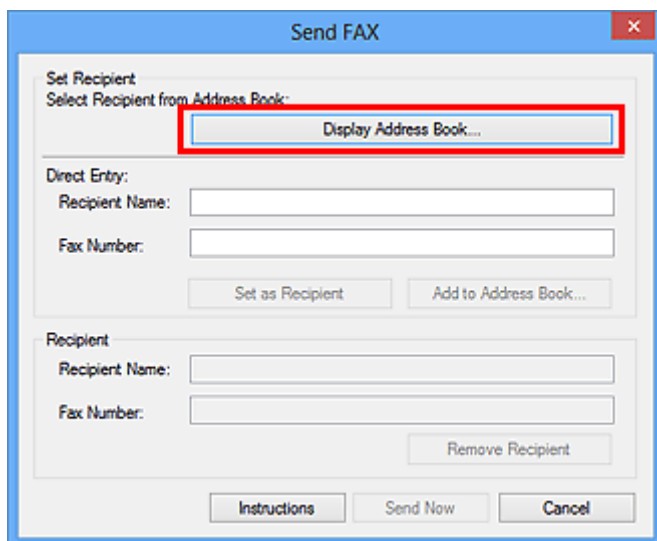 Send FAX
Set Recipient
Select Recipient from Address Book:
Display Address Book...
Direct Entry:
Recipient Name:
Fax Number:
Set as Recipient Add to Address Book...
Recipient
Recipient Name:
Fax Number:
Remove Recipient
Instructions Send Now Cancel